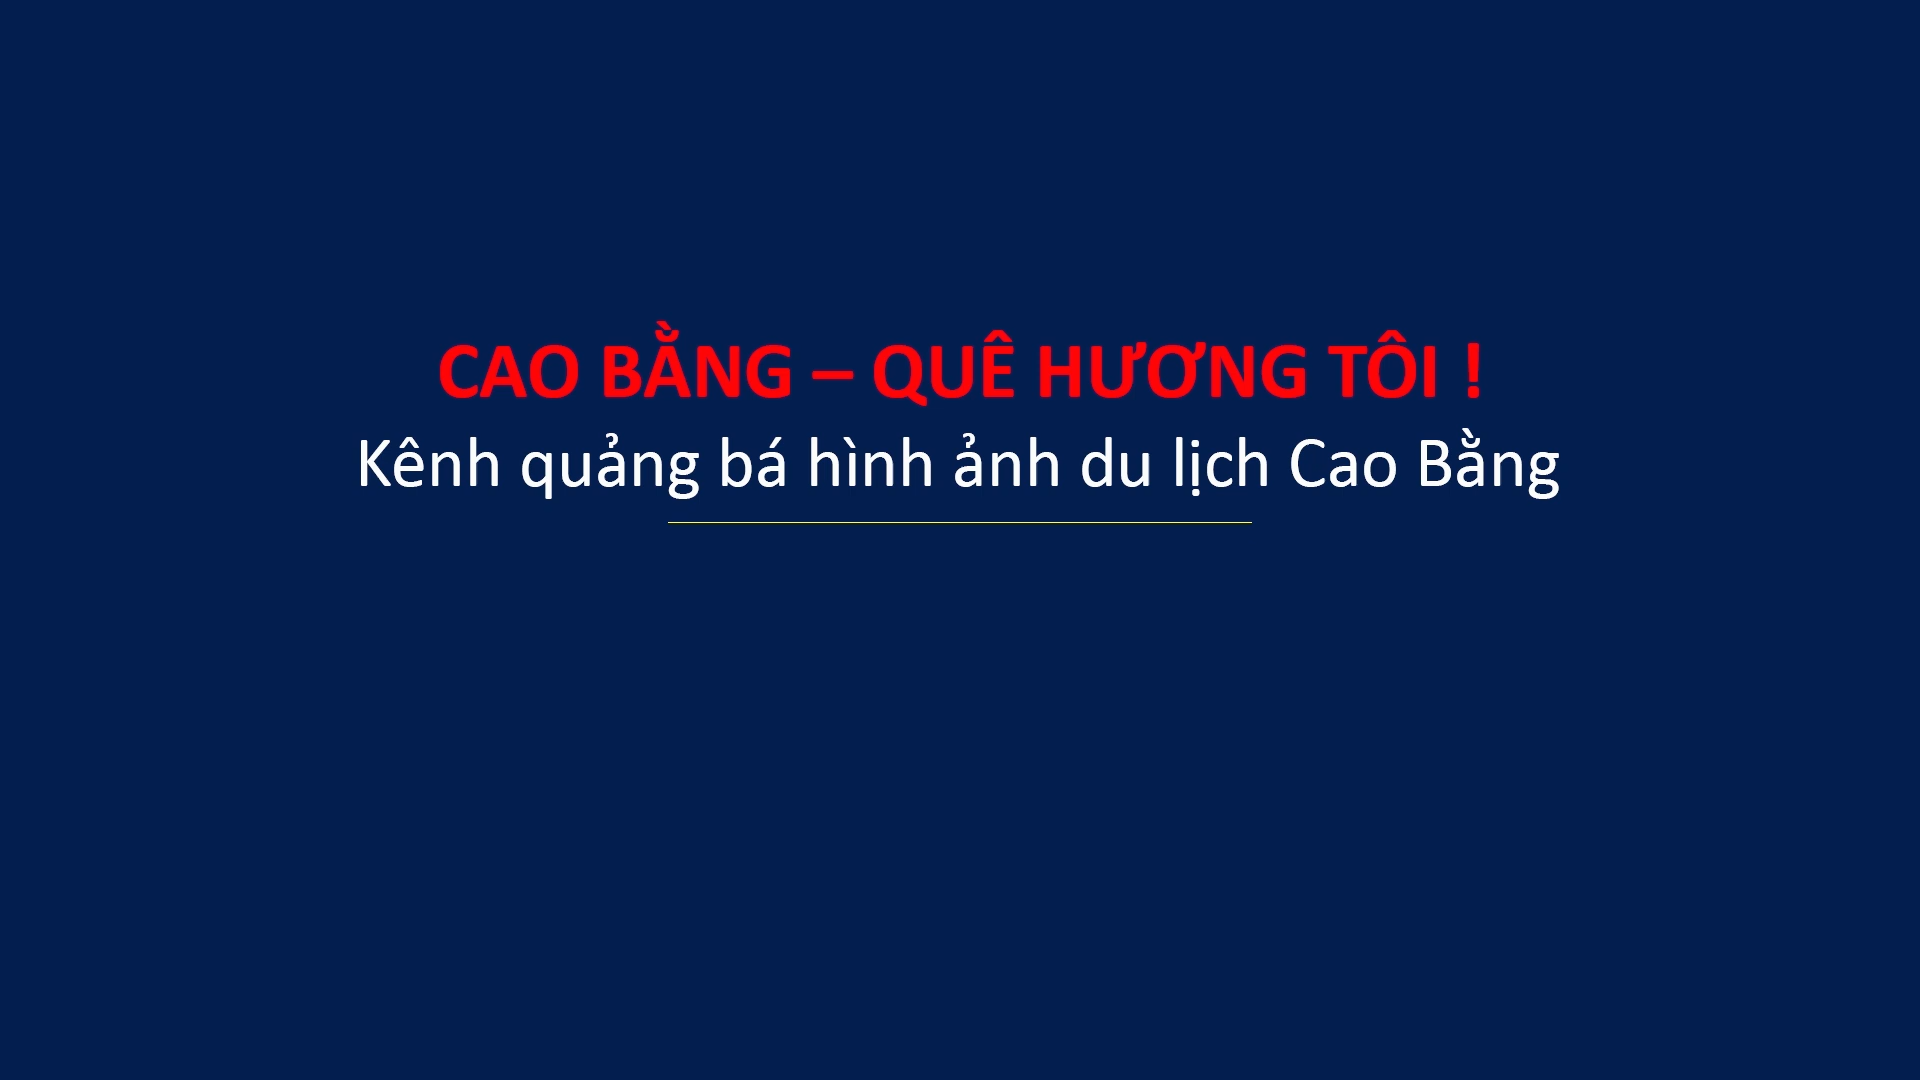 CAO BẰNG – QUÊ HƯƠNG TÔI !
Kênh quảng bá hình ảnh du lịch Cao Bằng